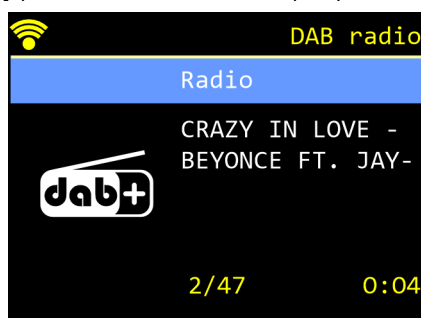 DAB radio
Radio
CRAZY IN LOVE -
BEYONCE FT. JAY-
dab+
2/47 0:04